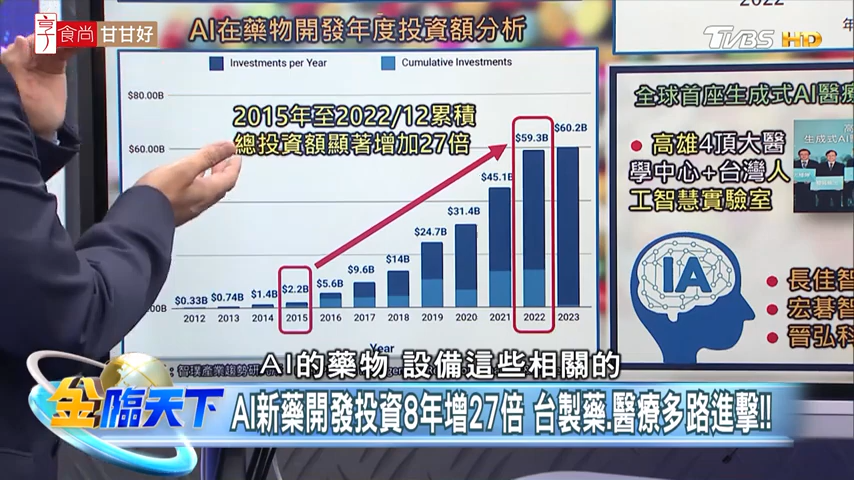 亨食尚 甘甘好
TVBS HD
AI在藥物開發年度投資額分析
Investments per Year
Cumulative Investments
$80.00B
$60.00B
2015年至2022/12累積
總投資額顯著增加27倍
$0.33B
$0.74B
$1.4B
$2.2B
$5.6B
$9.6B
$14B
$24.7B
$31.4B
$45.1B
$59.3B
$60.2B
2012
2013
2014
2015
2016
2017
2018
2019
2020
2021
2022
2023
Year
2022
全球首座生成式AI醫療
高雄4頂大醫
學中心+台灣人
工智慧實驗室
IA
長佳智
宏碁智
晉弘科
AI的藥物 設備這些相關的
金臨天下
AI新藥開發投資8年增27倍 台製藥.醫療多路進擊!!